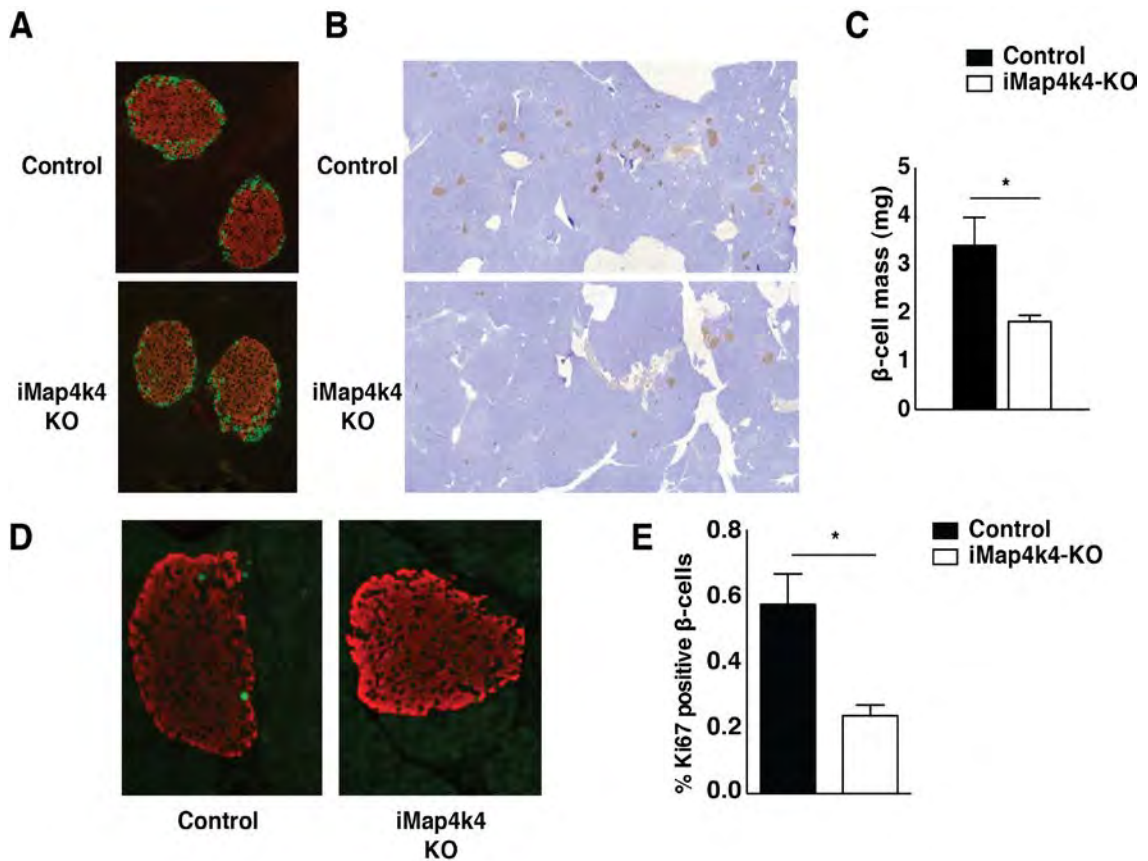 A
Control
iMap4k4
KO
B
Control
iMap4k4
KO
C
Control
iMap4k4-KO
β-cell mass (mg)
5
4
3
2
1
0
*
D
Control
iMap4k4
KO
E
Control
iMap4k4-KO
% Ki67 positive β-cells
0.8
0.6
0.4
0.2
0.0
*